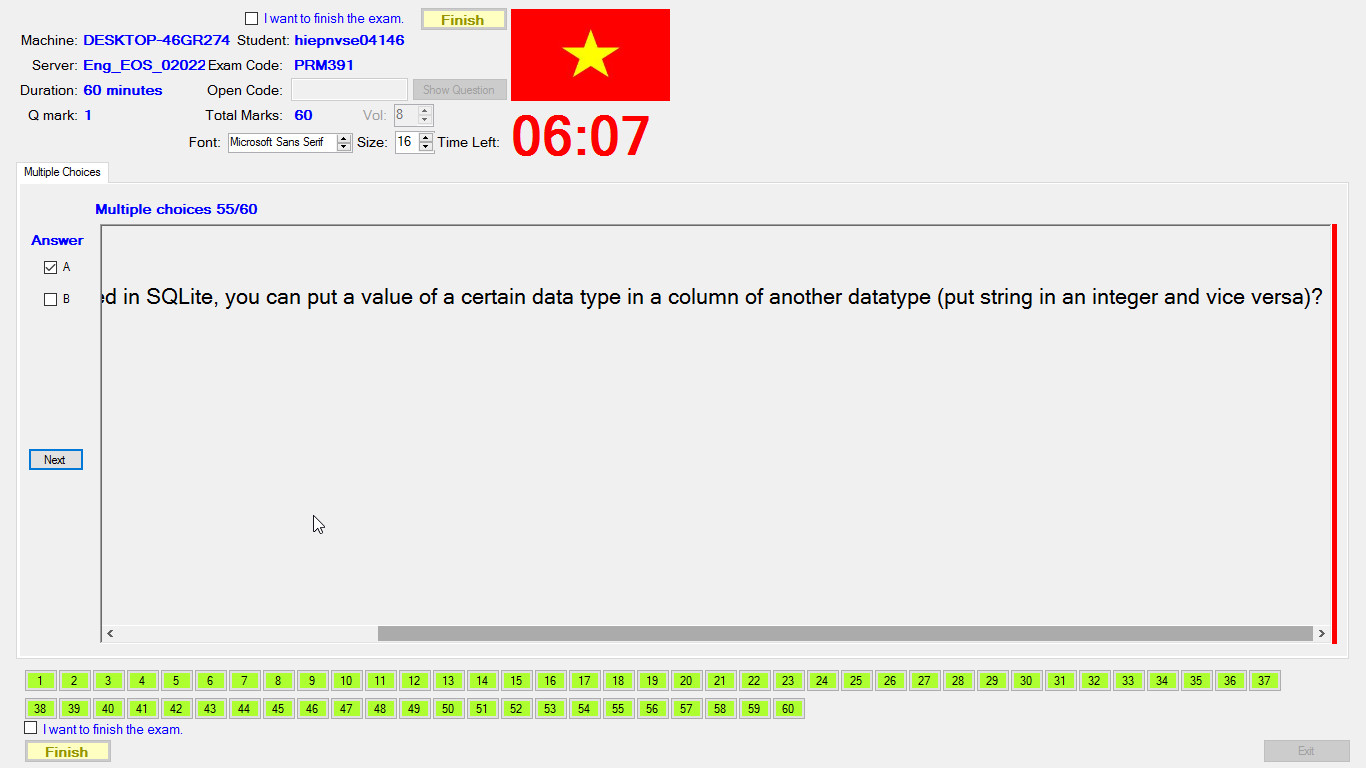 I want to finish the exam. Finish
Machine: DESKTOP-46GR274 Student: hiepnvse04146
Server: Eng_EOS_02022 Exam Code: PRM391
Duration: 60 minutes Open Code: Show Question
Q mark: 1 Total Marks: 60 Vol: 8
Font: Microsoft Sans Serif Size: 16 Time Left: 06:07
Multiple Choices
Multiple choices 55/60
Answer
A
B
ed in SQLite, you can put a value of a certain data type in a column of another datatype (put string in an integer and vice versa)?
Next
1 2 3 4 5 6 7 8 9 10 11 12 13 14 15 16 17 18 19 20 21 22 23 24 25 26 27 28 29 30 31 32 33 34 35 36 37
38 39 40 41 42 43 44 45 46 47 48 49 50 51 52 53 54 55 56 57 58 59 60
I want to finish the exam.
Finish Exit